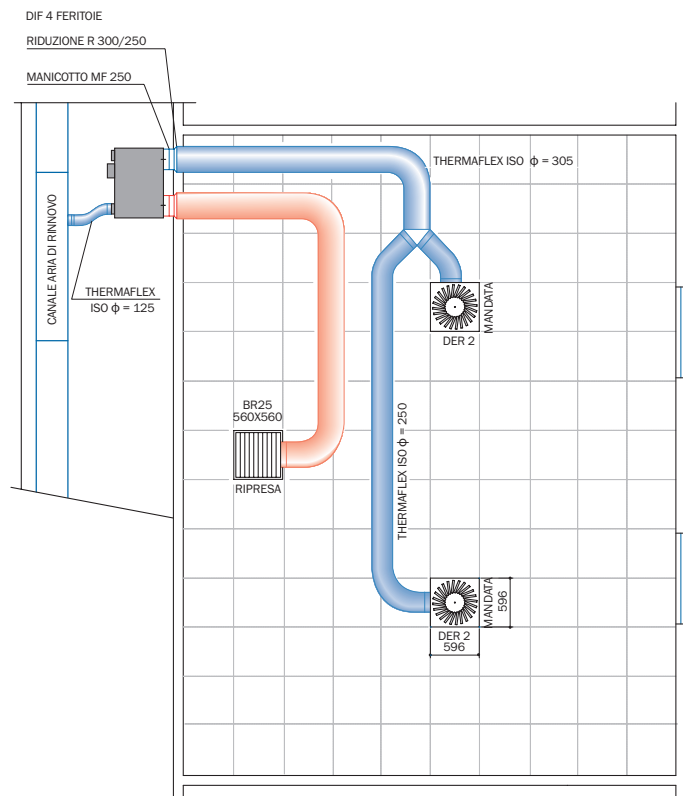 DIF 4 FERITOIE
RIDUZIONE R 300/250
MANICOTTO MF 250
THERMAFLEX ISO ϕ = 305
CANALE ARIA DI RINNOVO
THERMAFLEX
ISO ϕ = 125
MANDATA
DER 2
BR25
560X560
RIPRESA
THERMAFLEX ISO ϕ = 250
MANDATA
596
DER 2
596